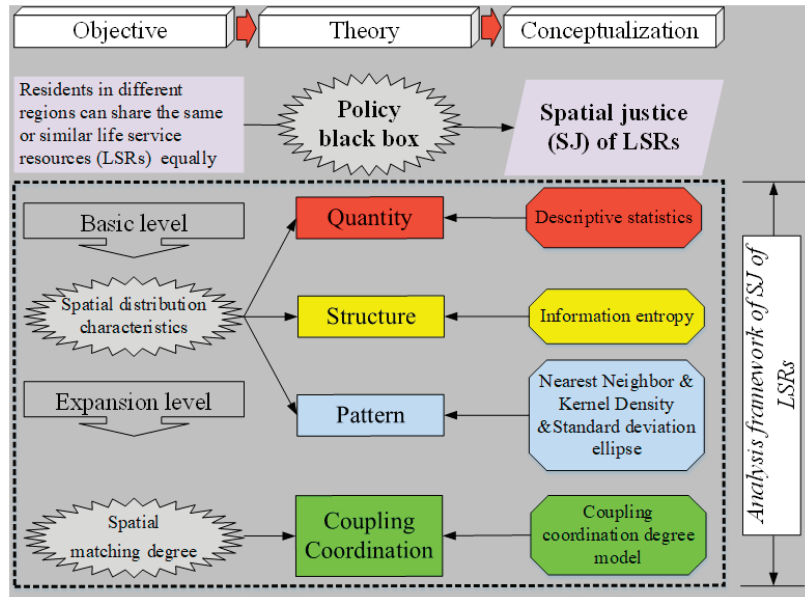 Objective
Theory
Conceptualization
Residents in different
regions can share the same
or similar life service
resources (LSRs) equally
Policy
black box
Spatial justice
(SJ) of LSRs
Basic level
Quantity
Descriptive statistics
Spatial distribution
characteristics
Structure
Information entropy
Expansion level
Pattern
Nearest Neighbor &
Kernel Density
&Standard deviation
ellipse
Spatial
matching degree
Coupling
Coordination
Coupling
coordination degree
model
Analysis framework of SJ of
LSRs